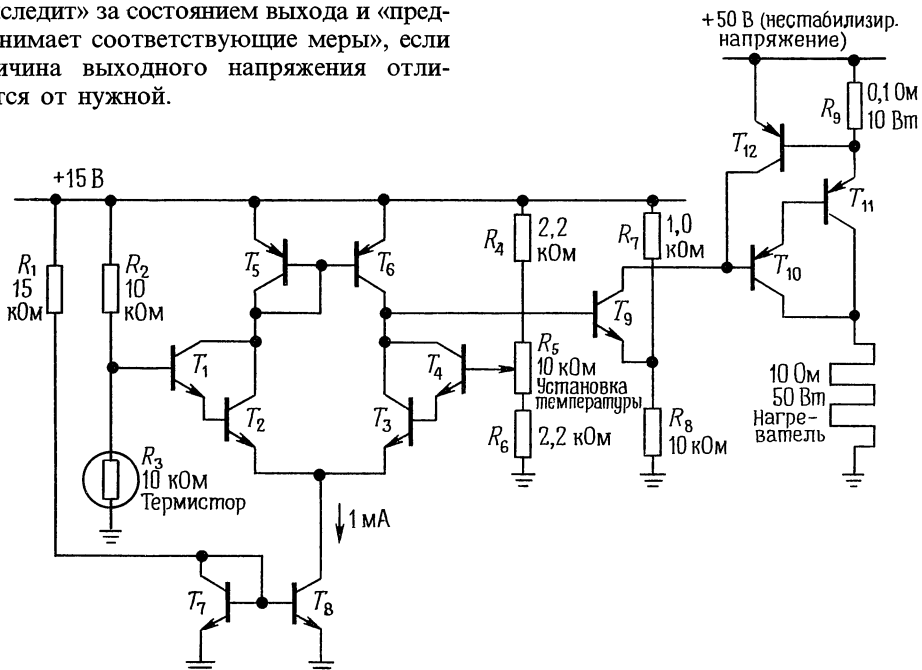 следит» за состоянием выхода и «пред-
нимает соответствующие меры», если
ичина выходного напряжения отли-
тся от нужной.
+50 В (нестабилизир.
напряжение)
R9
0,1 Ом
10 Вт
T12
T11
T10
+15 В
R1
15
кОм
R2
10
кОм
T5
T6
R4
2,2
кОм
R7
1,0
кОм
T9
T1
T2
T4
T3
R5
10 кОм
Установка
температуры
R6
2,2 кОм
R8
10 кОм
10 Ом
50 Вт
Нагре-
ватель
R3
10 кОм
Термистор
1 мА
T7
T8